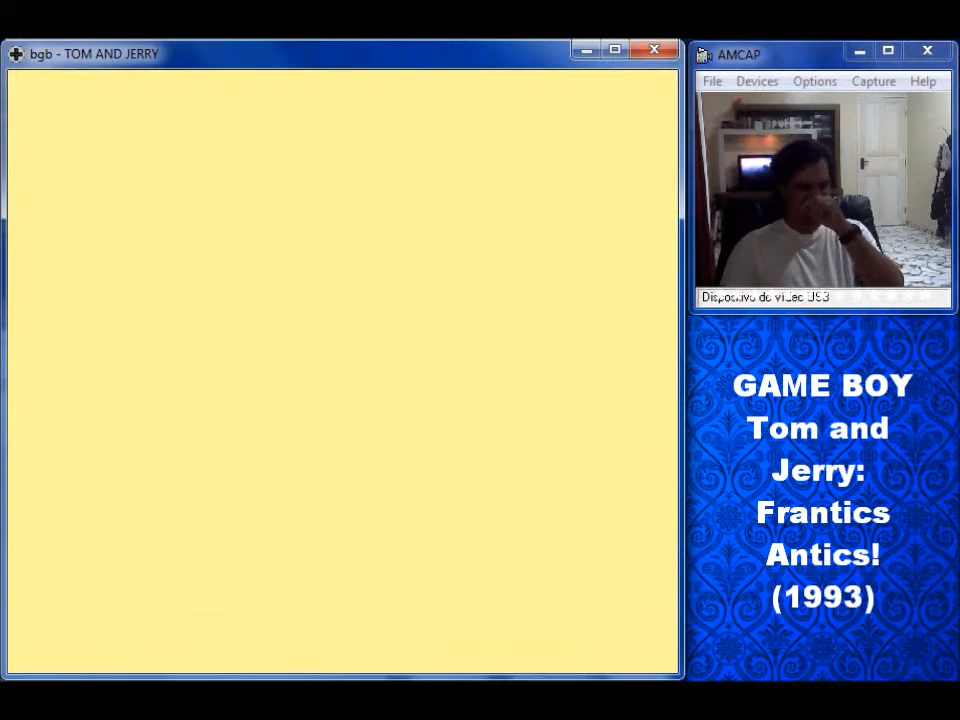 bgb - TOM AND JERRY
AMCAP
File Devices Options Capture Help
GAME BOY
Tom and
Jerry:
Frantics
Antics!
(1993)